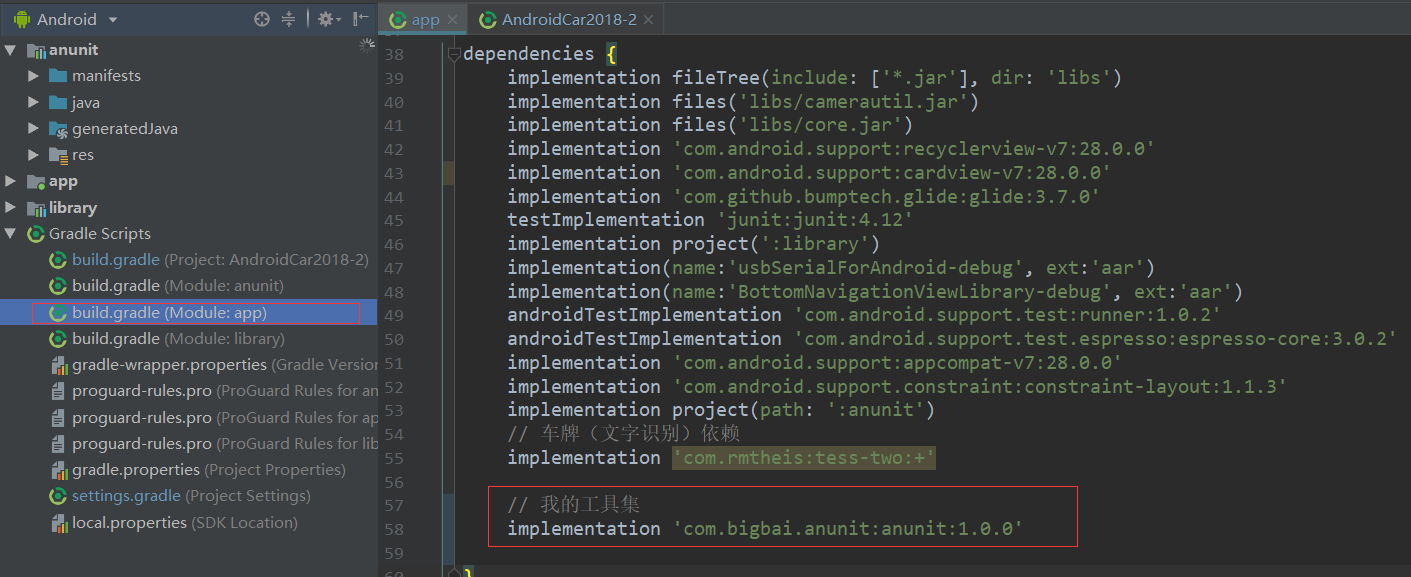 Android
app
AndroidCar2018-2
anunit
manifests
java
generatedJava
res
app
library
Gradle Scripts
build.gradle (Project: AndroidCar2018-2)
build.gradle (Module: anunit)
build.gradle (Module: app)
build.gradle (Module: library)
gradle-wrapper.properties (Gradle Version
proguard-rules.pro (ProGuard Rules for an
proguard-rules.pro (ProGuard Rules for ap
proguard-rules.pro (ProGuard Rules for lib
gradle.properties (Project Properties)
settings.gradle (Project Settings)
local.properties (SDK Location)
38 dependencies {
39 implementation fileTree(include: ['*.jar'], dir: 'libs')
40 implementation files('libs/camerautil.jar')
41 implementation files('libs/core.jar')
42 implementation 'com.android.support:recyclerview-v7:28.0.0'
43 implementation 'com.android.support:cardview-v7:28.0.0'
44 implementation 'com.github.bumptech.glide:glide:3.7.0'
45 testImplementation 'junit:junit:4.12'
46 implementation project(':library')
47 implementation(name:'usbSerialForAndroid-debug', ext:'aar')
48 implementation(name:'BottomNavigationViewLibrary-debug', ext:'aar')
49 androidTestImplementation 'com.android.support.test:runner:1.0.2'
50 androidTestImplementation 'com.android.support.test.espresso:espresso-core:3.0.2'
51 implementation 'com.android.support:appcompat-v7:28.0.0'
52 implementation 'com.android.support.constraint:constraint-layout:1.1.3'
53 implementation project(path: ':anunit')
54 // 车牌（文字识别）依赖
55 implementation 'com.rmtheis:tess-two:+'
56
57 // 我的工具集
58 implementation 'com.bigbai.anunit:anunit:1.0.0'
59
60 }